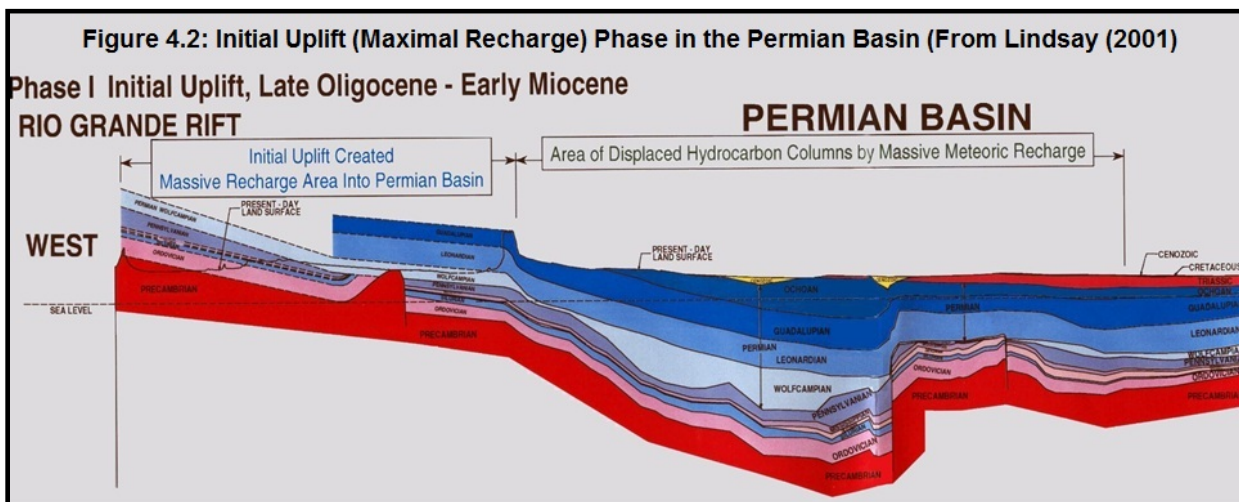 Figure 4.2: Initial Uplift (Maximal Recharge) Phase in the Permian Basin (From Lindsay (2001)
Phase I Initial Uplift, Late Oligocene - Early Miocene
RIO GRANDE RIFT
PERMIAN BASIN
Initial Uplift Created
Massive Recharge Area Into Permian Basin
Area of Displaced Hydrocarbon Columns by Massive Meteoric Recharge
WEST
PERMIAN WOLFCAMPIAN
PENNSYLVANIAN
ORDOVICIAN
PRECAMBRIAN
SEA LEVEL
PRESENT - DAY
LAND SURFACE
GUADALUPIAN
LEONARDIAN
WOLFCAMPIAN
PENNSYLVANIAN
SILURIAN
ORDOVICIAN
PRECAMBRIAN
PRESENT - DAY
LAND SURFACE
OCHOAN
GUADALUPIAN
PERMIAN
LEONARDIAN
WOLFCAMPIAN
PENNSYLVANIAN
MISSISSIPPIAN
SILURIAN
ORDOVICIAN
PRECAMBRIAN
PERMIAN
ORDOVICIAN
PRECAMBRIAN
CENOZOIC
CRETACEOUS
TRIASSIC
OCHOAN
GUADALUPIAN
LEONARDIAN
WOLFCAMPIAN
PENNSYLVANIAN
ORDOVICIAN
PRECAMBRIAN